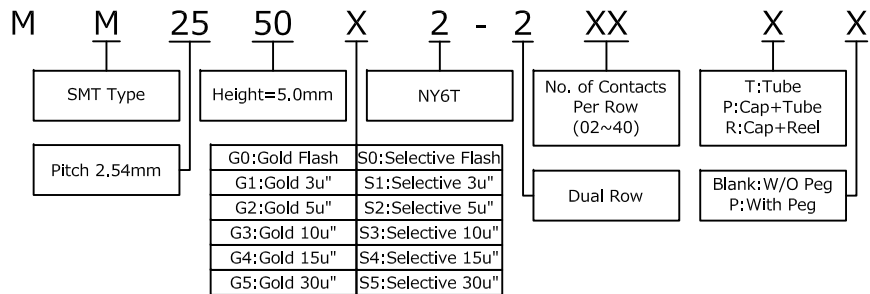 M M 25 50 X 2 - 2 XX X X
SMT Type
Height=5.0mm
NY6T
No. of Contacts
Per Row
(02~40)
T:Tube
P:Cap+Tube
R:Cap+Reel
Pitch 2.54mm
G0:Gold Flash S0:Selective Flash
G1:Gold 3u" S1:Selective 3u"
G2:Gold 5u" S2:Selective 5u"
G3:Gold 10u" S3:Selective 10u"
G4:Gold 15u" S4:Selective 15u"
G5:Gold 30u" S5:Selective 30u"
Dual Row
Blank:W/O Peg
P:With Peg